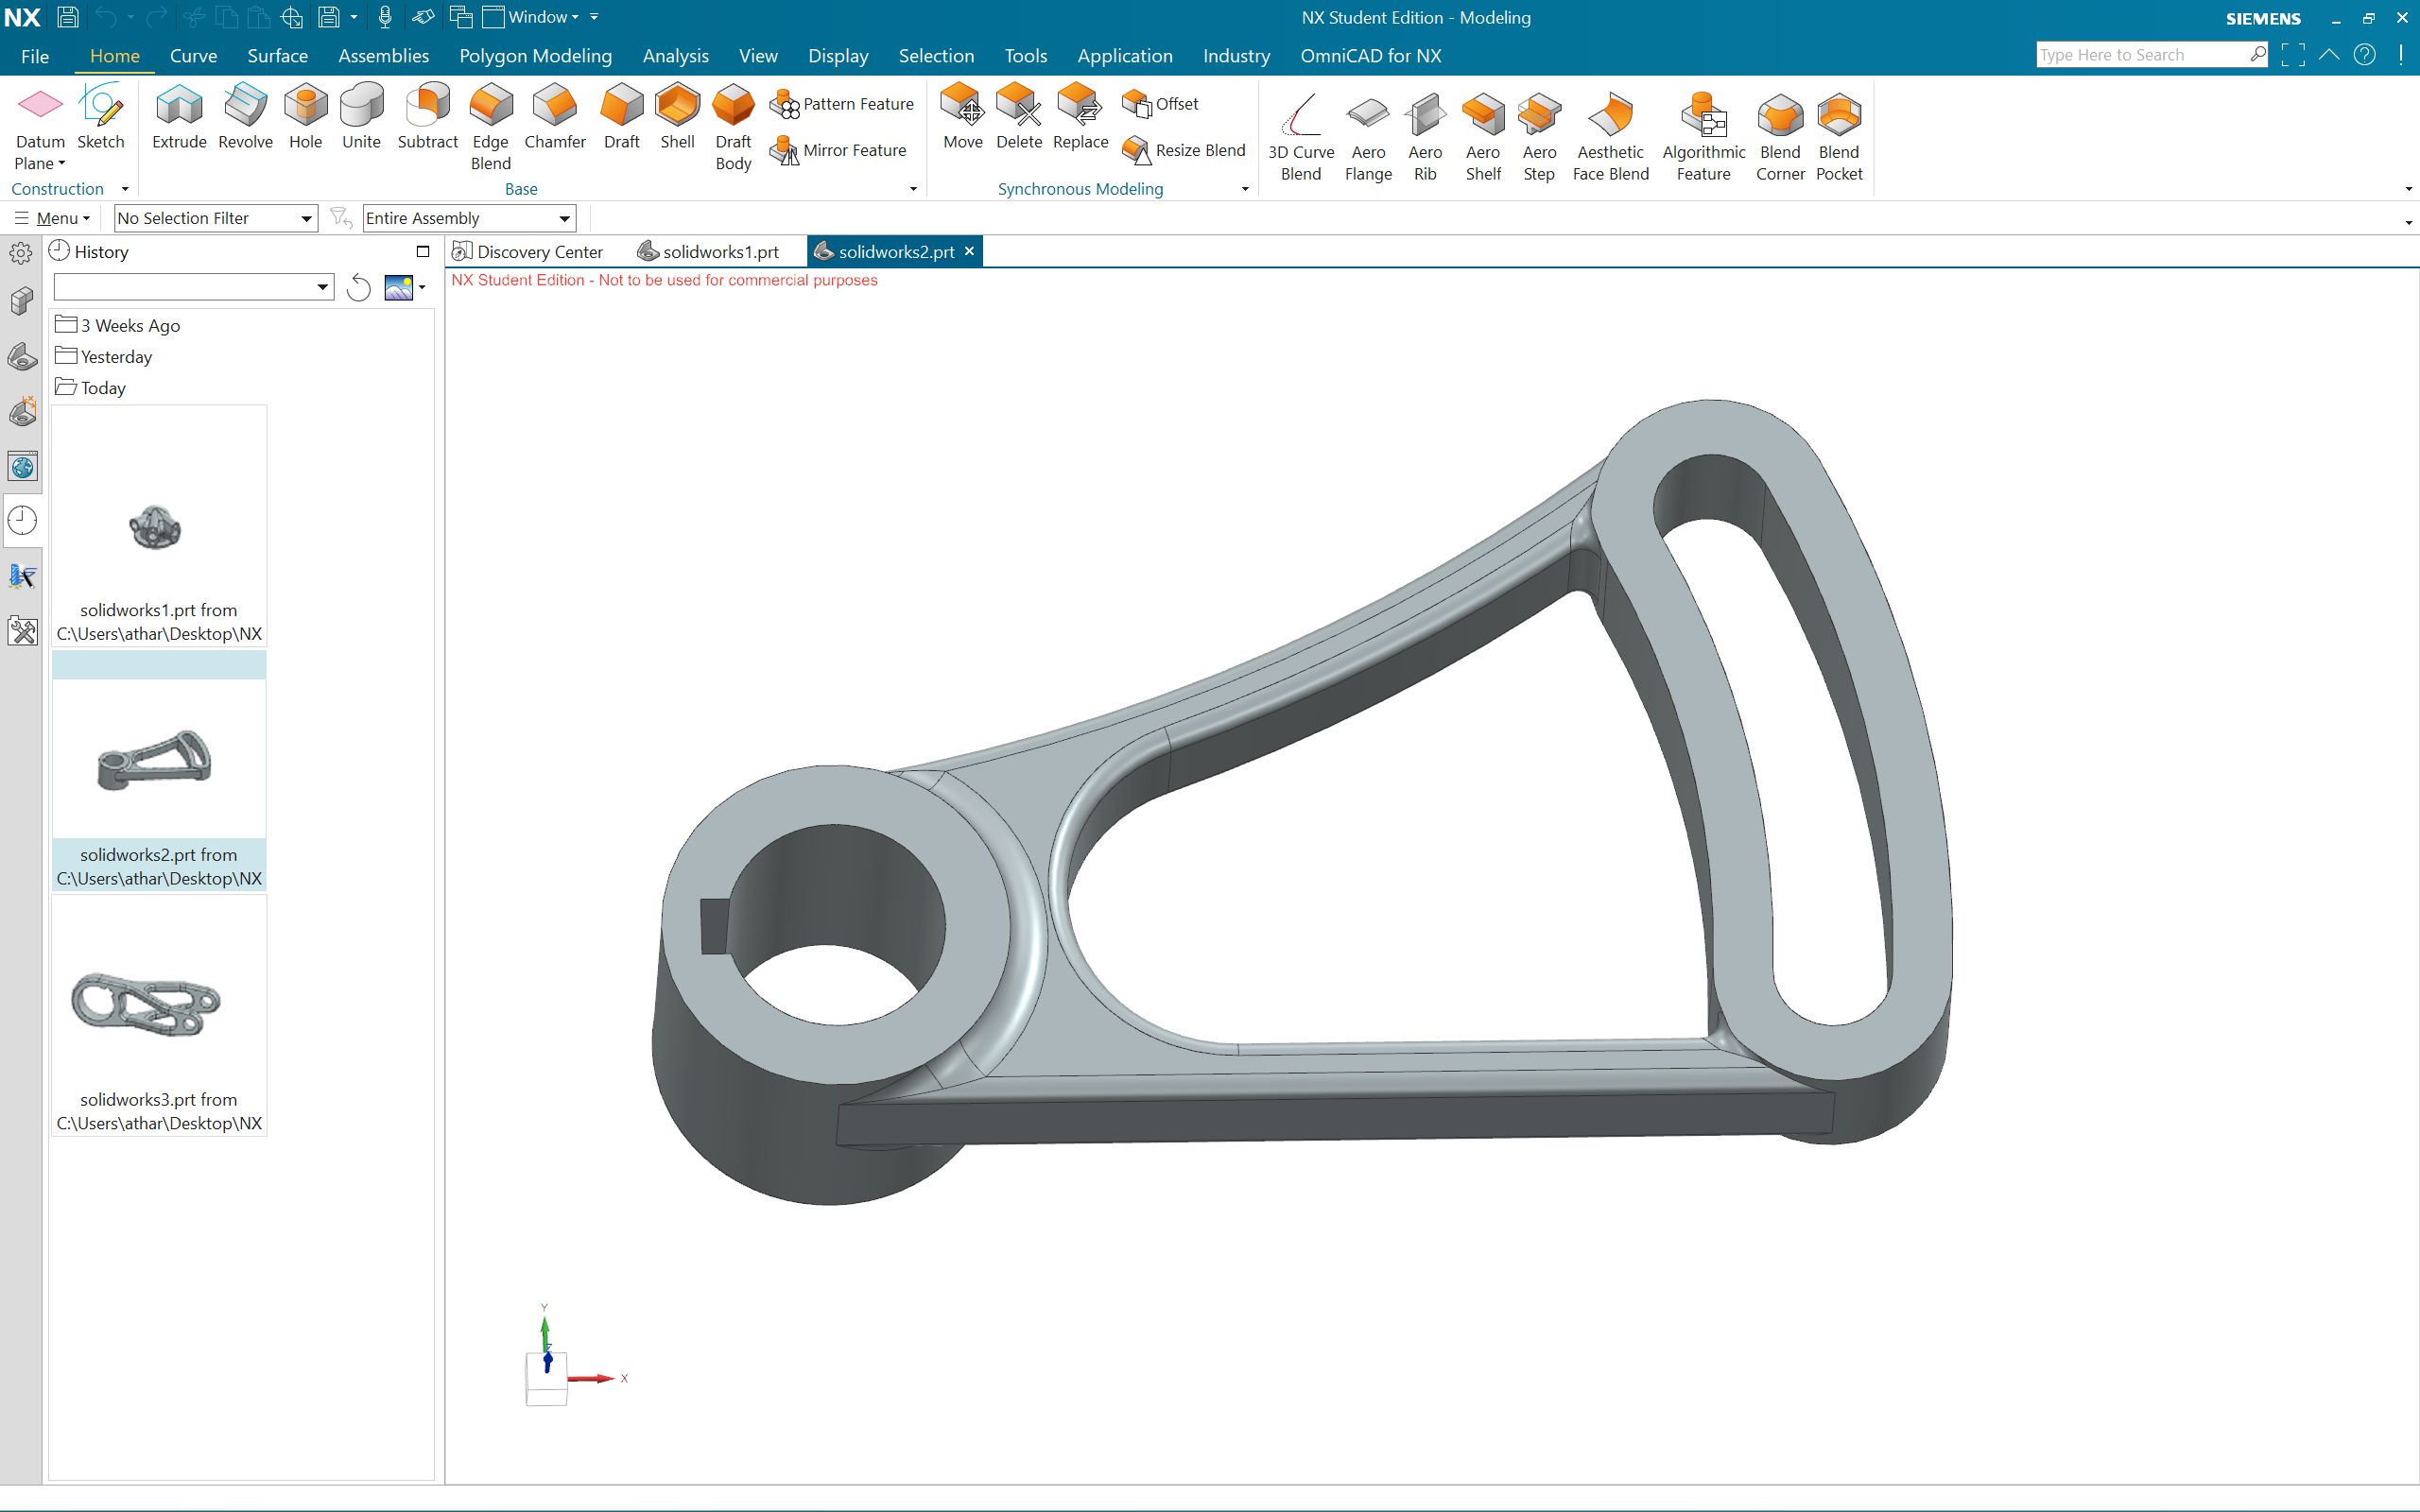 NX Window NX Student Edition - Modeling SIEMENS
File Home Curve Surface Assemblies Polygon Modeling Analysis View Display Selection Tools Application Industry OmniCAD for NX Type Here to Search
Datum Plane Sketch Extrude Revolve Hole Unite Subtract Edge Blend Chamfer Draft Shell Draft Body Pattern Feature Mirror Feature Move Delete Replace Offset Resize Blend 3D Curve Blend Aero Flange Aero Rib Aero Shelf Aero Step Aesthetic Face Blend Algorithmic Feature Blend Corner Blend Pocket
Construction Base Synchronous Modeling
Menu No Selection Filter Entire Assembly
History
Discovery Center solidworks1.prt solidworks2.prt
NX Student Edition - Not to be used for commercial purposes
3 Weeks Ago
Yesterday
Today
solidworks1.prt from
C:\Users\athar\Desktop\NX
solidworks2.prt from
C:\Users\athar\Desktop\NX
solidworks3.prt from
C:\Users\athar\Desktop\NX
Y
Z
X